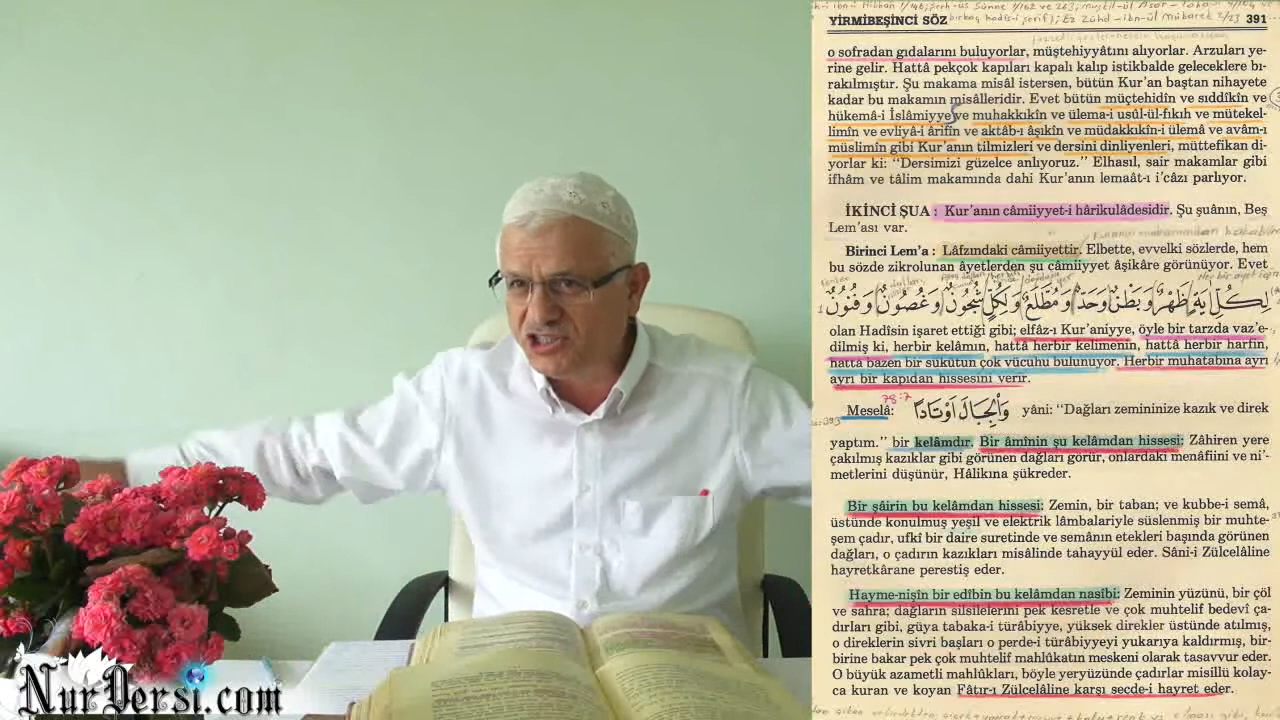 YİRMİBEŞİNCİ SÖZ
391
o sofradan gıdalarını buluyorlar, müştehiyyâtını alıyorlar. Arzuları ye-
rine gelir. Hattâ pekçok kapıları kapalı kalıp istikbalde geleceklere bı-
rakılmıştır. Şu makama misâl istersen, bütün Kur'an baştan nihayete
kadar bu makamın misâlleridir. Evet bütün müçtehidîn ve sıddîkîn ve
hükema-i İslâmiyye ve muhakkıkîn ve ülema-i usûl-ül-fıkıh ve mütekel-
limîn ve evliyâ-i ârifîn ve aktâb-ı âşıkîn ve müdakkıkîn-i ülemâ ve avâm-ı
müslimîn gibi Kur'anın tilmizleri ve dersini dinliyenleri, müttefikan di-
yorlar ki: "Dersimizi güzelce anlıyoruz." Elhasıl, sair makamlar gibi
ifhâm ve tâlim makamında dahi Kur'anın lemaât-ı i'câzı parlıyor.
İKİNCİ ŞUA : Kur'anın câmiiyyet-i hârikulâdesidir. Şu şuânın, Beş
Lem'ası var.
Birinci Lem'a : Lâfzındaki câmiiyettir. Elbette, evvelki sözlerde, hem
bu sözde zikrolunan âyetlerden şu câmiiyyet âşikâre görünüyor. Evet
لِكُلِّ اٰيَةٍ ظَهْرٌ وَبَطْنٌ وَحَدٌّ وَمُطَّلَعٌ وَلِكُلٍّ شُجُونٌ وَغُصُونٌ وَفُنُونٌ
olan Hadîsin işaret ettiği gibi; elfâz-ı Kur'aniyye, öyle bir tarzda vaz'e-
dilmiş ki, herbir kelâmın, hattâ herbir kelimenin, hattâ herbir harfin,
hattâ bazen bir sükûtun çok vücuhu bulunuyor. Herbir muhatabına ayrı
ayrı bir kapıdan hissesini verir.
78:7
Meselâ: وَالْجِبَالَ اَوْتَادًا yâni: "Dağları zemininize kazık ve direk
yaptım." bir kelâmdır. Bir âmînin şu kelâmdan hissesi: Zâhiren yere
çakılmış kazıklar gibi görünen dağları görür, onlardaki menâfiini ve ni'-
metlerini düşünür, Hâlikına şükreder.
Bir şâirin bu kelâmdan hissesi: Zemin, bir taban; ve kubbe-i semâ,
üstünde konulmuş yeşil ve elektrik lâmbalariyle süslenmiş bir muhte-
şem çadır, ufkî bir daire suretinde ve semânın etekleri başında görünen
dağları, o çadırın kazıkları misâlinde tahayyül eder. Sâni-i Zülcelâline
hayretkârane perestiş eder.
Hayme-nişîn bir edîbin bu kelâmdan nasîbi: Zeminin yüzünü, bir çöl
ve sahra; dağların silsilelerini pek kesretle ve çok muhtelif bedevî ça-
dırları gibi, güya tabaka-i türâbiyye, yüksek direkler üstünde atılmış,
o direklerin sivri başları o perde-i türâbiyyeyi yukarıya kaldırmış, bir-
birine bakar pek çok muhtelif mahlûkatın meskeni olarak tasavvur eder.
O büyük azametli mahlûkları, böyle yeryüzünde çadırlar misillü kolay-
ca kuran ve koyan Fâtır-ı Zülcelâline karşı secde-i hayret eder.
NurDersi.com